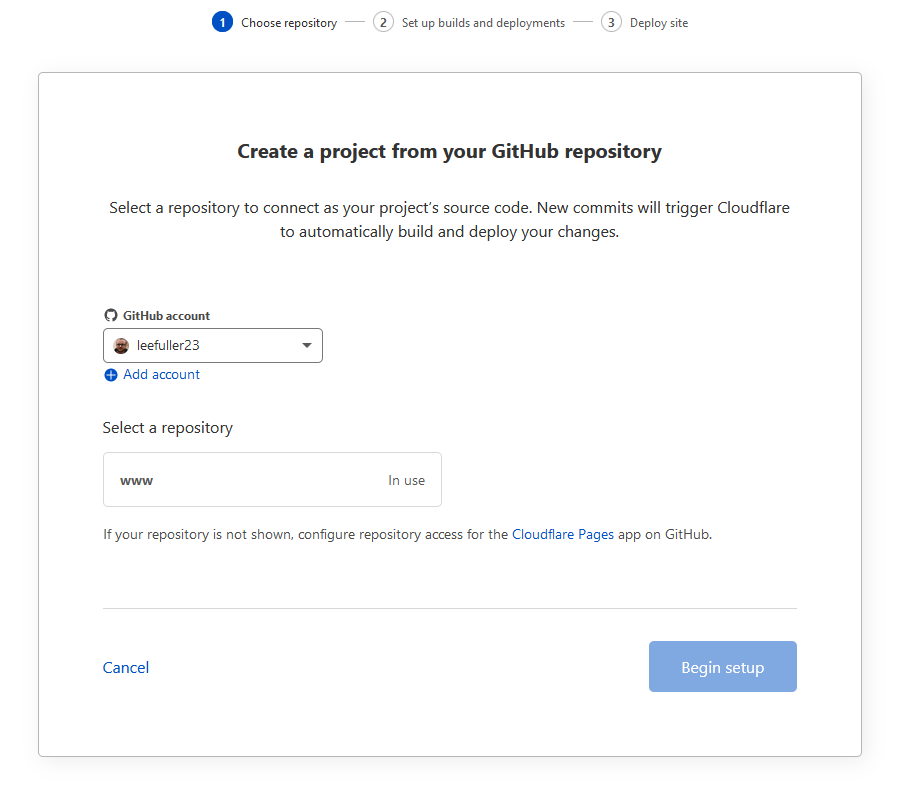 1 Choose repository 2 Set up builds and deployments 3 Deploy site
Create a project from your GitHub repository
Select a repository to connect as your project's source code. New commits will trigger Cloudflare
to automatically build and deploy your changes.
GitHub account
leefuller23
Add account
Select a repository
www In use
If your repository is not shown, configure repository access for the Cloudflare Pages app on GitHub.
Cancel Begin setup